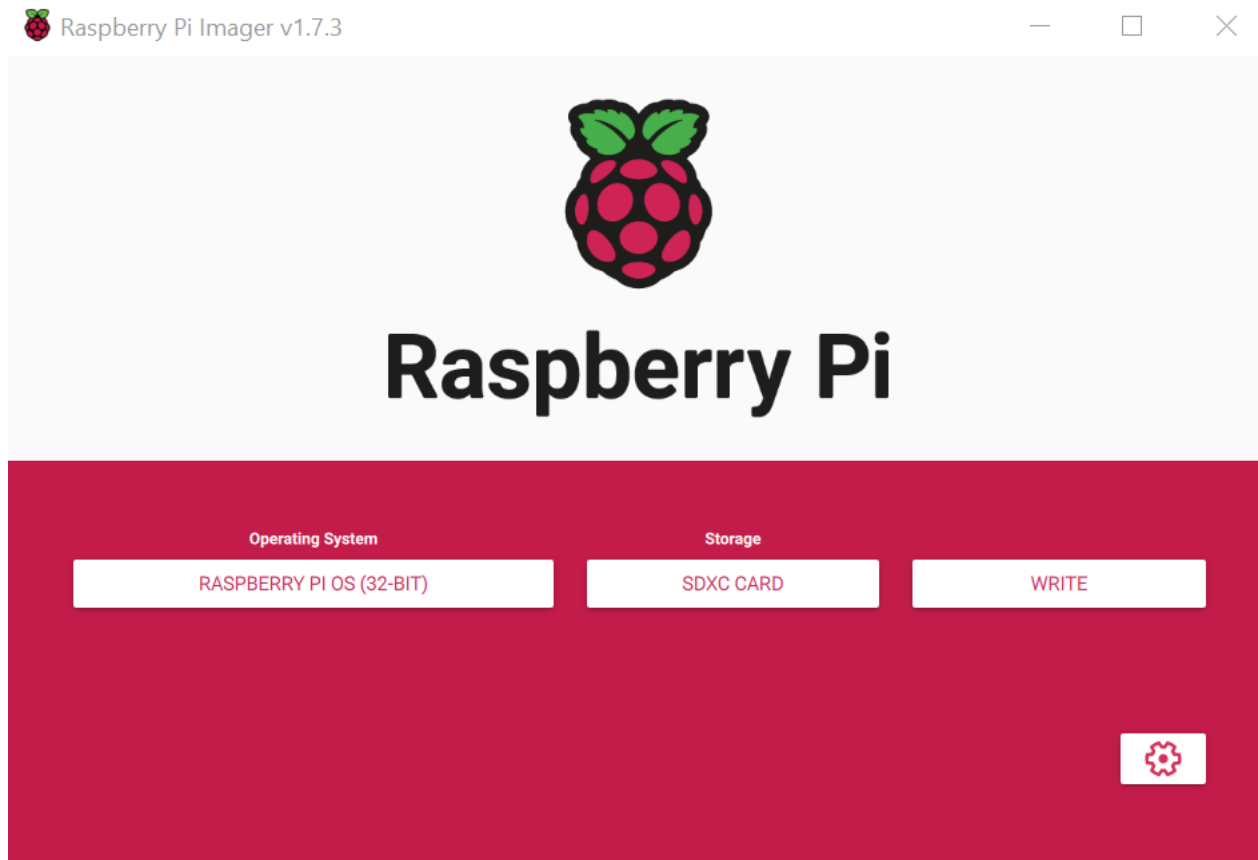 Raspberry Pi Imager v1.7.3
Raspberry Pi
Operating System
Storage
RASPBERRY PI OS (32-BIT)
SDXC CARD
WRITE